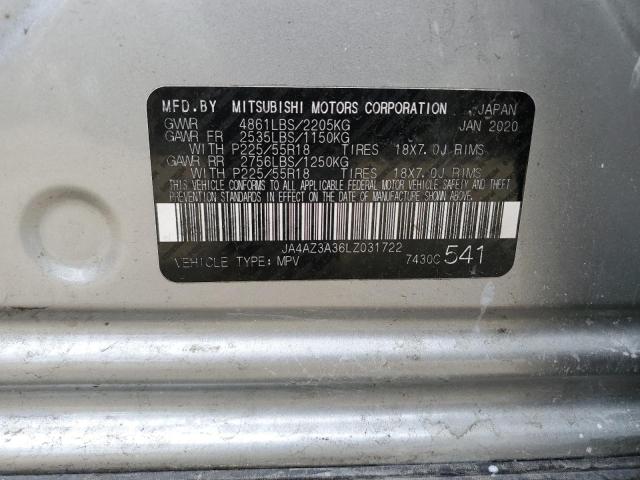 MFD.BY MITSUBISHI MOTORS CORPORATION JAPAN
GVWR 4861LBS/2205KG JAN 2020
GAWR FR 2535LBS/1150KG
WITH P225/55R18 TIRES 18X7.0J RIMS
GAWR RR 2756LBS/1250KG
WITH P225/55R18 TIRES 18X7.0J RIMS
THIS VEHICLE CONFORMS TO ALL APPLICABLE FEDERAL MOTOR VEHICLE SAFETY AND THEFT
PREVENTION STANDARDS IN EFFECT ON THE DATE OF MANUFACTURE SHOWN ABOVE.
JA4AZ3A36LZ031722
VEHICLE TYPE:MPV 7430C 541